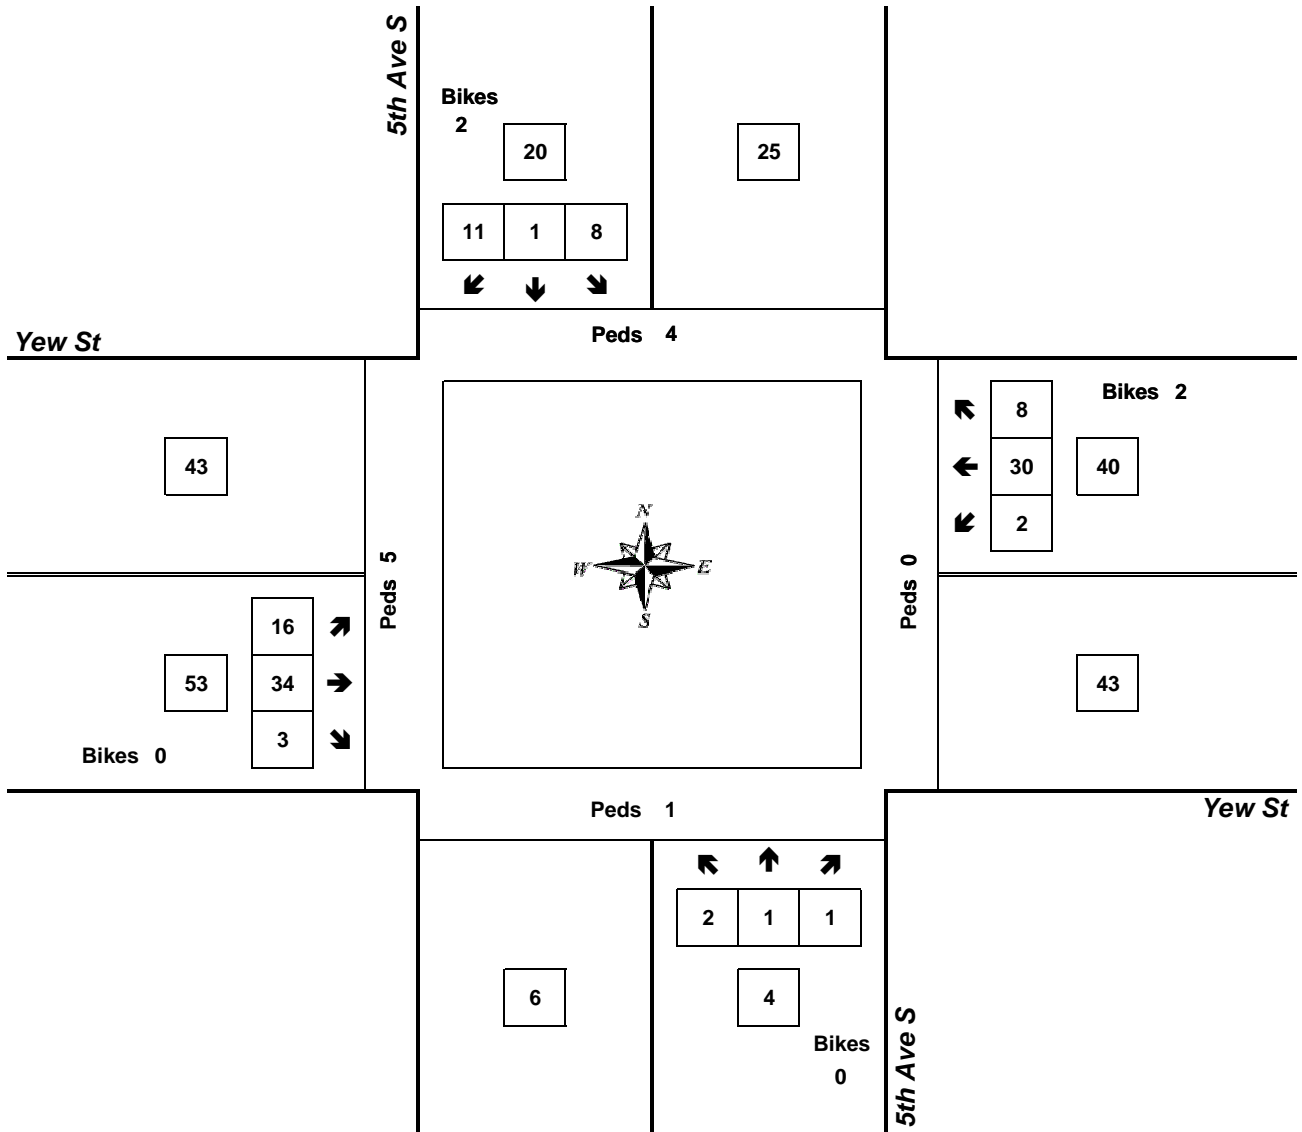 5th Ave S
Bikes
2
20
25
11 1 8
Peds 4
Yew St
8
Bikes 2
43
30
40
2
N
W E
S
Peds 5
Peds 0
16
53
34
43
3
Bikes 0
Peds 1
Yew St
2 1 1
6
4
Bikes
0
5th Ave S